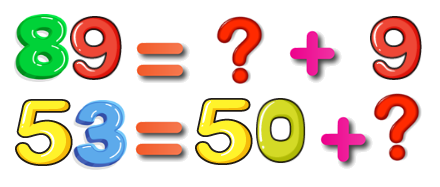 89 = ? + 9
53 = 50 + ?